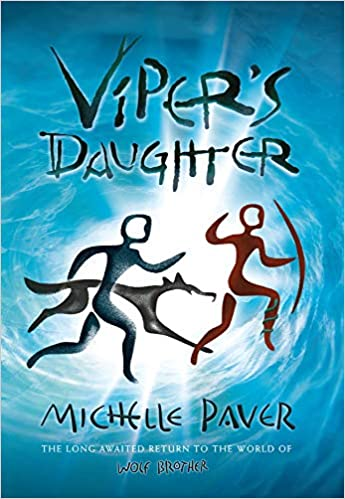 VIPER'S
DAUGHTER
MICHELLE PAVER
THE LONG AWAITED RETURN TO THE WORLD OF
WOLF BROTHER